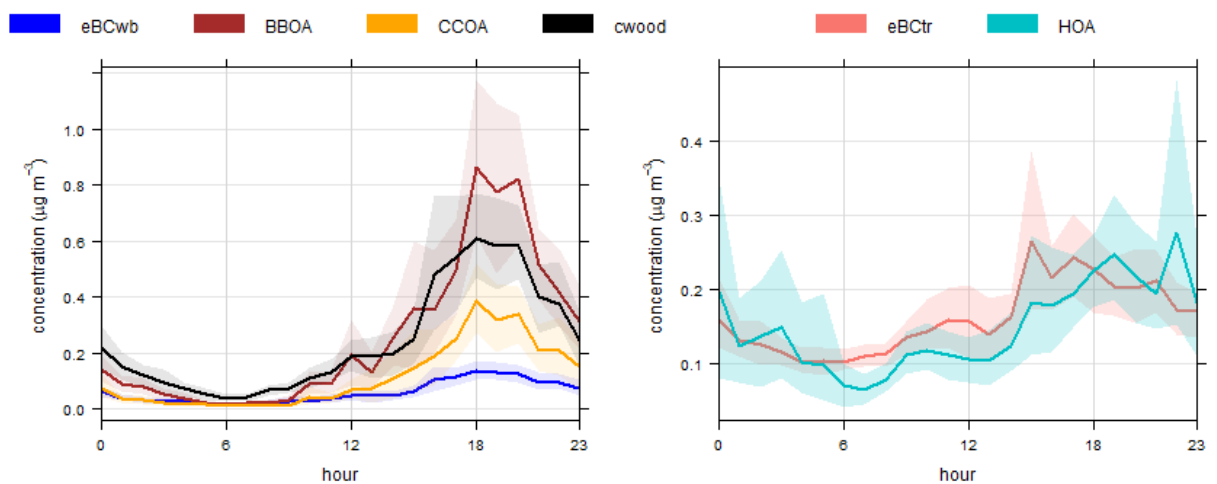 eBCwb BBOA CCOA cwood eBCtr HOA
concentration (μg m⁻³)
1.0
0.8
0.6
0.4
0.2
0.0
0 6 12 18 23
hour
concentration (μg m⁻³)
0.4
0.3
0.2
0.1
0 6 12 18 23
hour